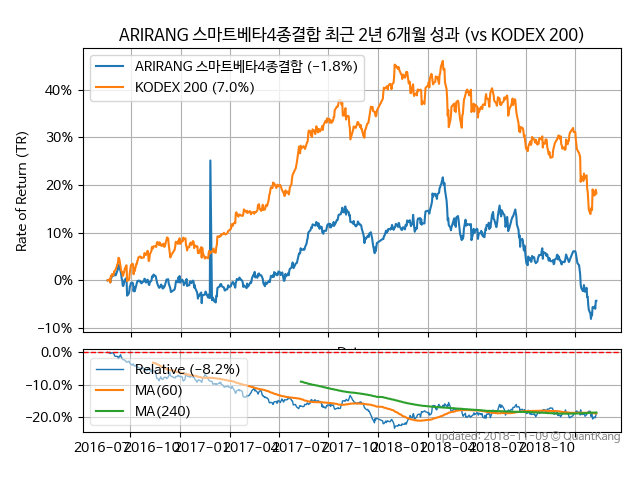 ARIRANG 스마트베타4종결합 최근 2년 6개월 성과 (vs KODEX 200)
ARIRANG 스마트베타4종결합 (−1.8%)
KODEX 200 (7.0%)
Rate of Return (TR)
40%
30%
20%
10%
0%
−10%
0.0%
−10.0%
−20.0%
Relative (−8.2%)
MA(60)
MA(240)
2016-07
2016-10
2017-01
2017-04
2017-07
2017-10
2018-01
2018-04
2018-07
2018-10
updated: 2018-11-09 © QuantKang